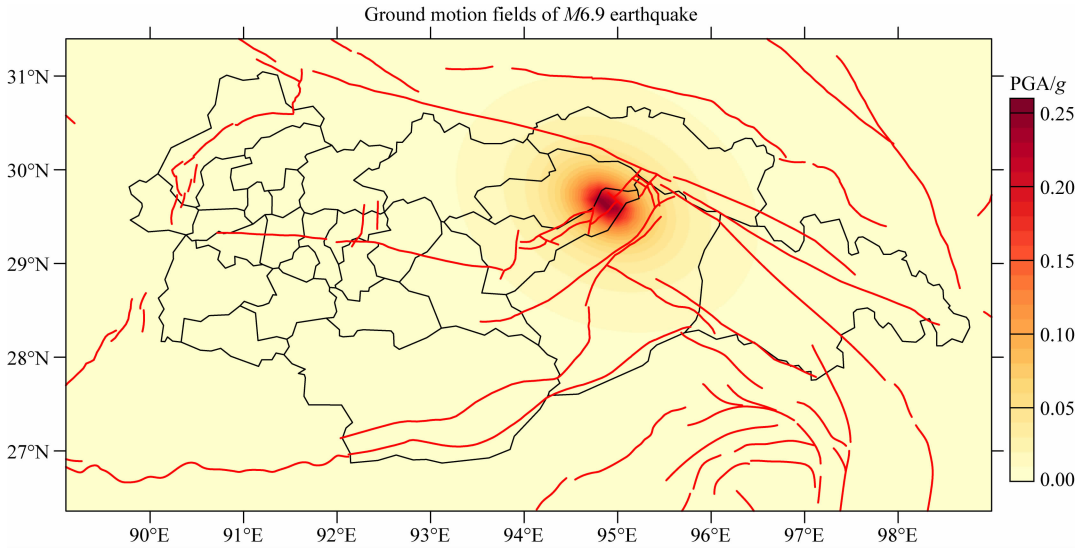 Ground motion fields of M6.9 earthquake
31°N
30°N
29°N
28°N
27°N
90°E
91°E
92°E
93°E
94°E
95°E
96°E
97°E
98°E
PGA/g
0.25
0.20
0.15
0.10
0.05
0.00